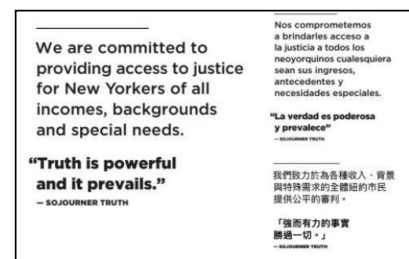 We are committed to
providing access to justice
for New Yorkers of all
incomes, backgrounds
and special needs.
“Truth is powerful
and it prevails.”
— SOJOURNER TRUTH
Nos comprometemos
a brindarles acceso a
la justicia a todos los
neoyorquinos cualesquiera
sean sus ingresos,
antecedentes y
necesidades especiales.
“La verdad es poderosa
y prevalece”
— SOJOURNER TRUTH
我們致力於為各種收入、背景
與特殊需求的全體紐約市民
提供公平的審判。
「強而有力的事實
勝過一切。」
— SOJOURNER TRUTH